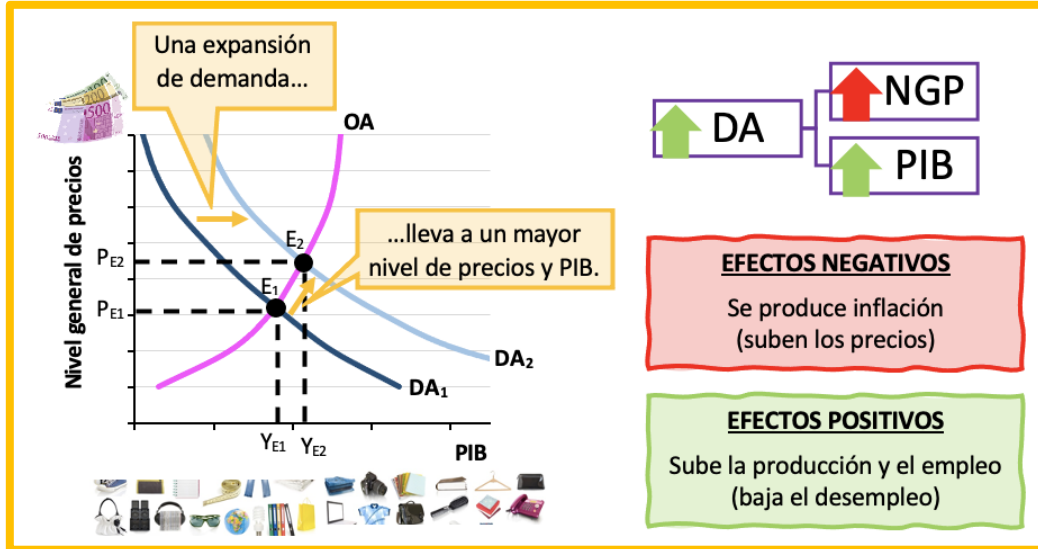 Una expansión
de demanda...
OA
Nivel general de precios
E2
...lleva a un mayor
nivel de precios y PIB.
PE2
E1
PE1
DA2
DA1
YE1
YE2
PIB
DA
NGP
PIB
EFECTOS NEGATIVOS
Se produce inflación
(suben los precios)
EFECTOS POSITIVOS
Sube la producción y el empleo
(baja el desempleo)
500